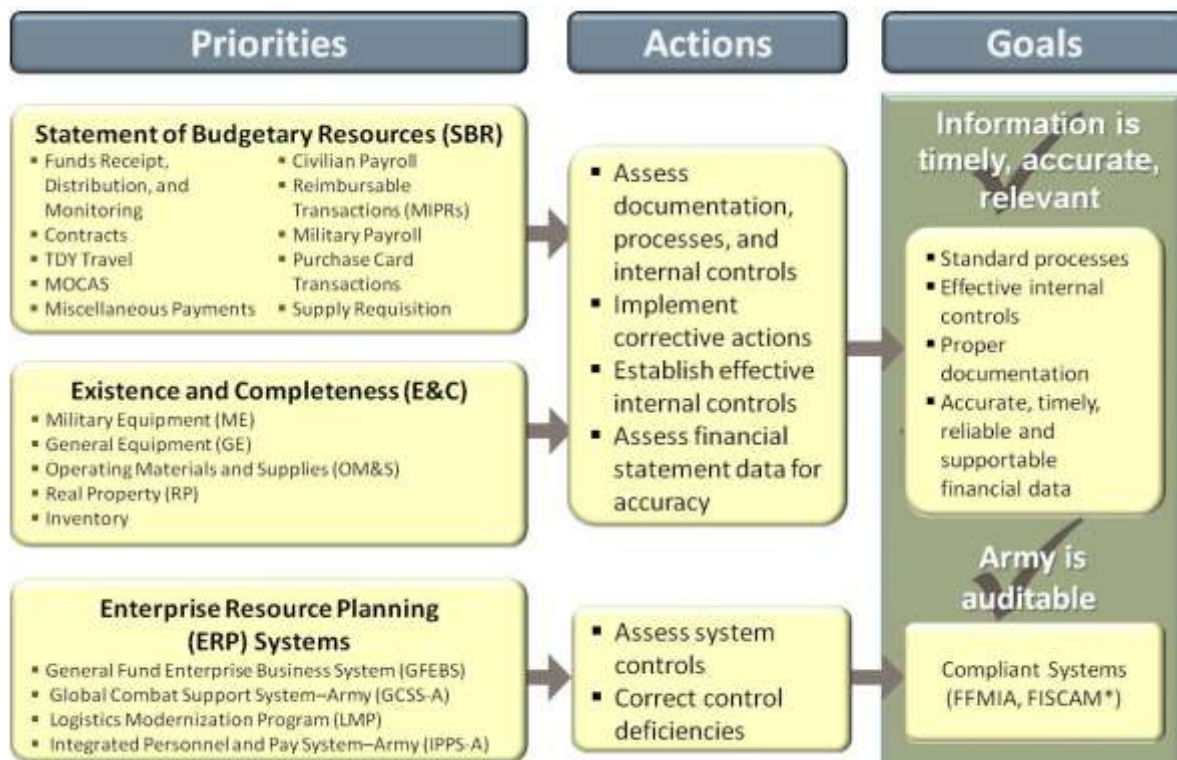 Priorities
Actions
Goals
Statement of Budgetary Resources (SBR)
▪ Funds Receipt,
Distribution, and
Monitoring
▪ Contracts
▪ TDY Travel
▪ MOCAS
▪ Miscellaneous Payments
▪ Civilian Payroll
▪ Reimbursable
Transactions (MIPRs)
▪ Military Payroll
▪ Purchase Card
Transactions
▪ Supply Requisition
Existence and Completeness (E&C)
▪ Military Equipment (ME)
▪ General Equipment (GE)
▪ Operating Materials and Supplies (OM&S)
▪ Real Property (RP)
▪ Inventory
Enterprise Resource Planning
(ERP) Systems
▪ General Fund Enterprise Business System (GFEBS)
▪ Global Combat Support System–Army (GCSS-A)
▪ Logistics Modernization Program (LMP)
▪ Integrated Personnel and Pay System–Army (IPPS-A)
▪ Assess
documentation,
processes, and
internal controls
▪ Implement
corrective actions
▪ Establish effective
internal controls
▪ Assess financial
statement data for
accuracy
▪ Assess system
controls
▪ Correct control
deficiencies
Information is
timely, accurate,
relevant
▪ Standard processes
▪ Effective internal
controls
▪ Proper
documentation
▪ Accurate, timely,
reliable and
supportable
financial data
Army is
auditable
Compliant Systems
(FFMIA, FISCAM*)